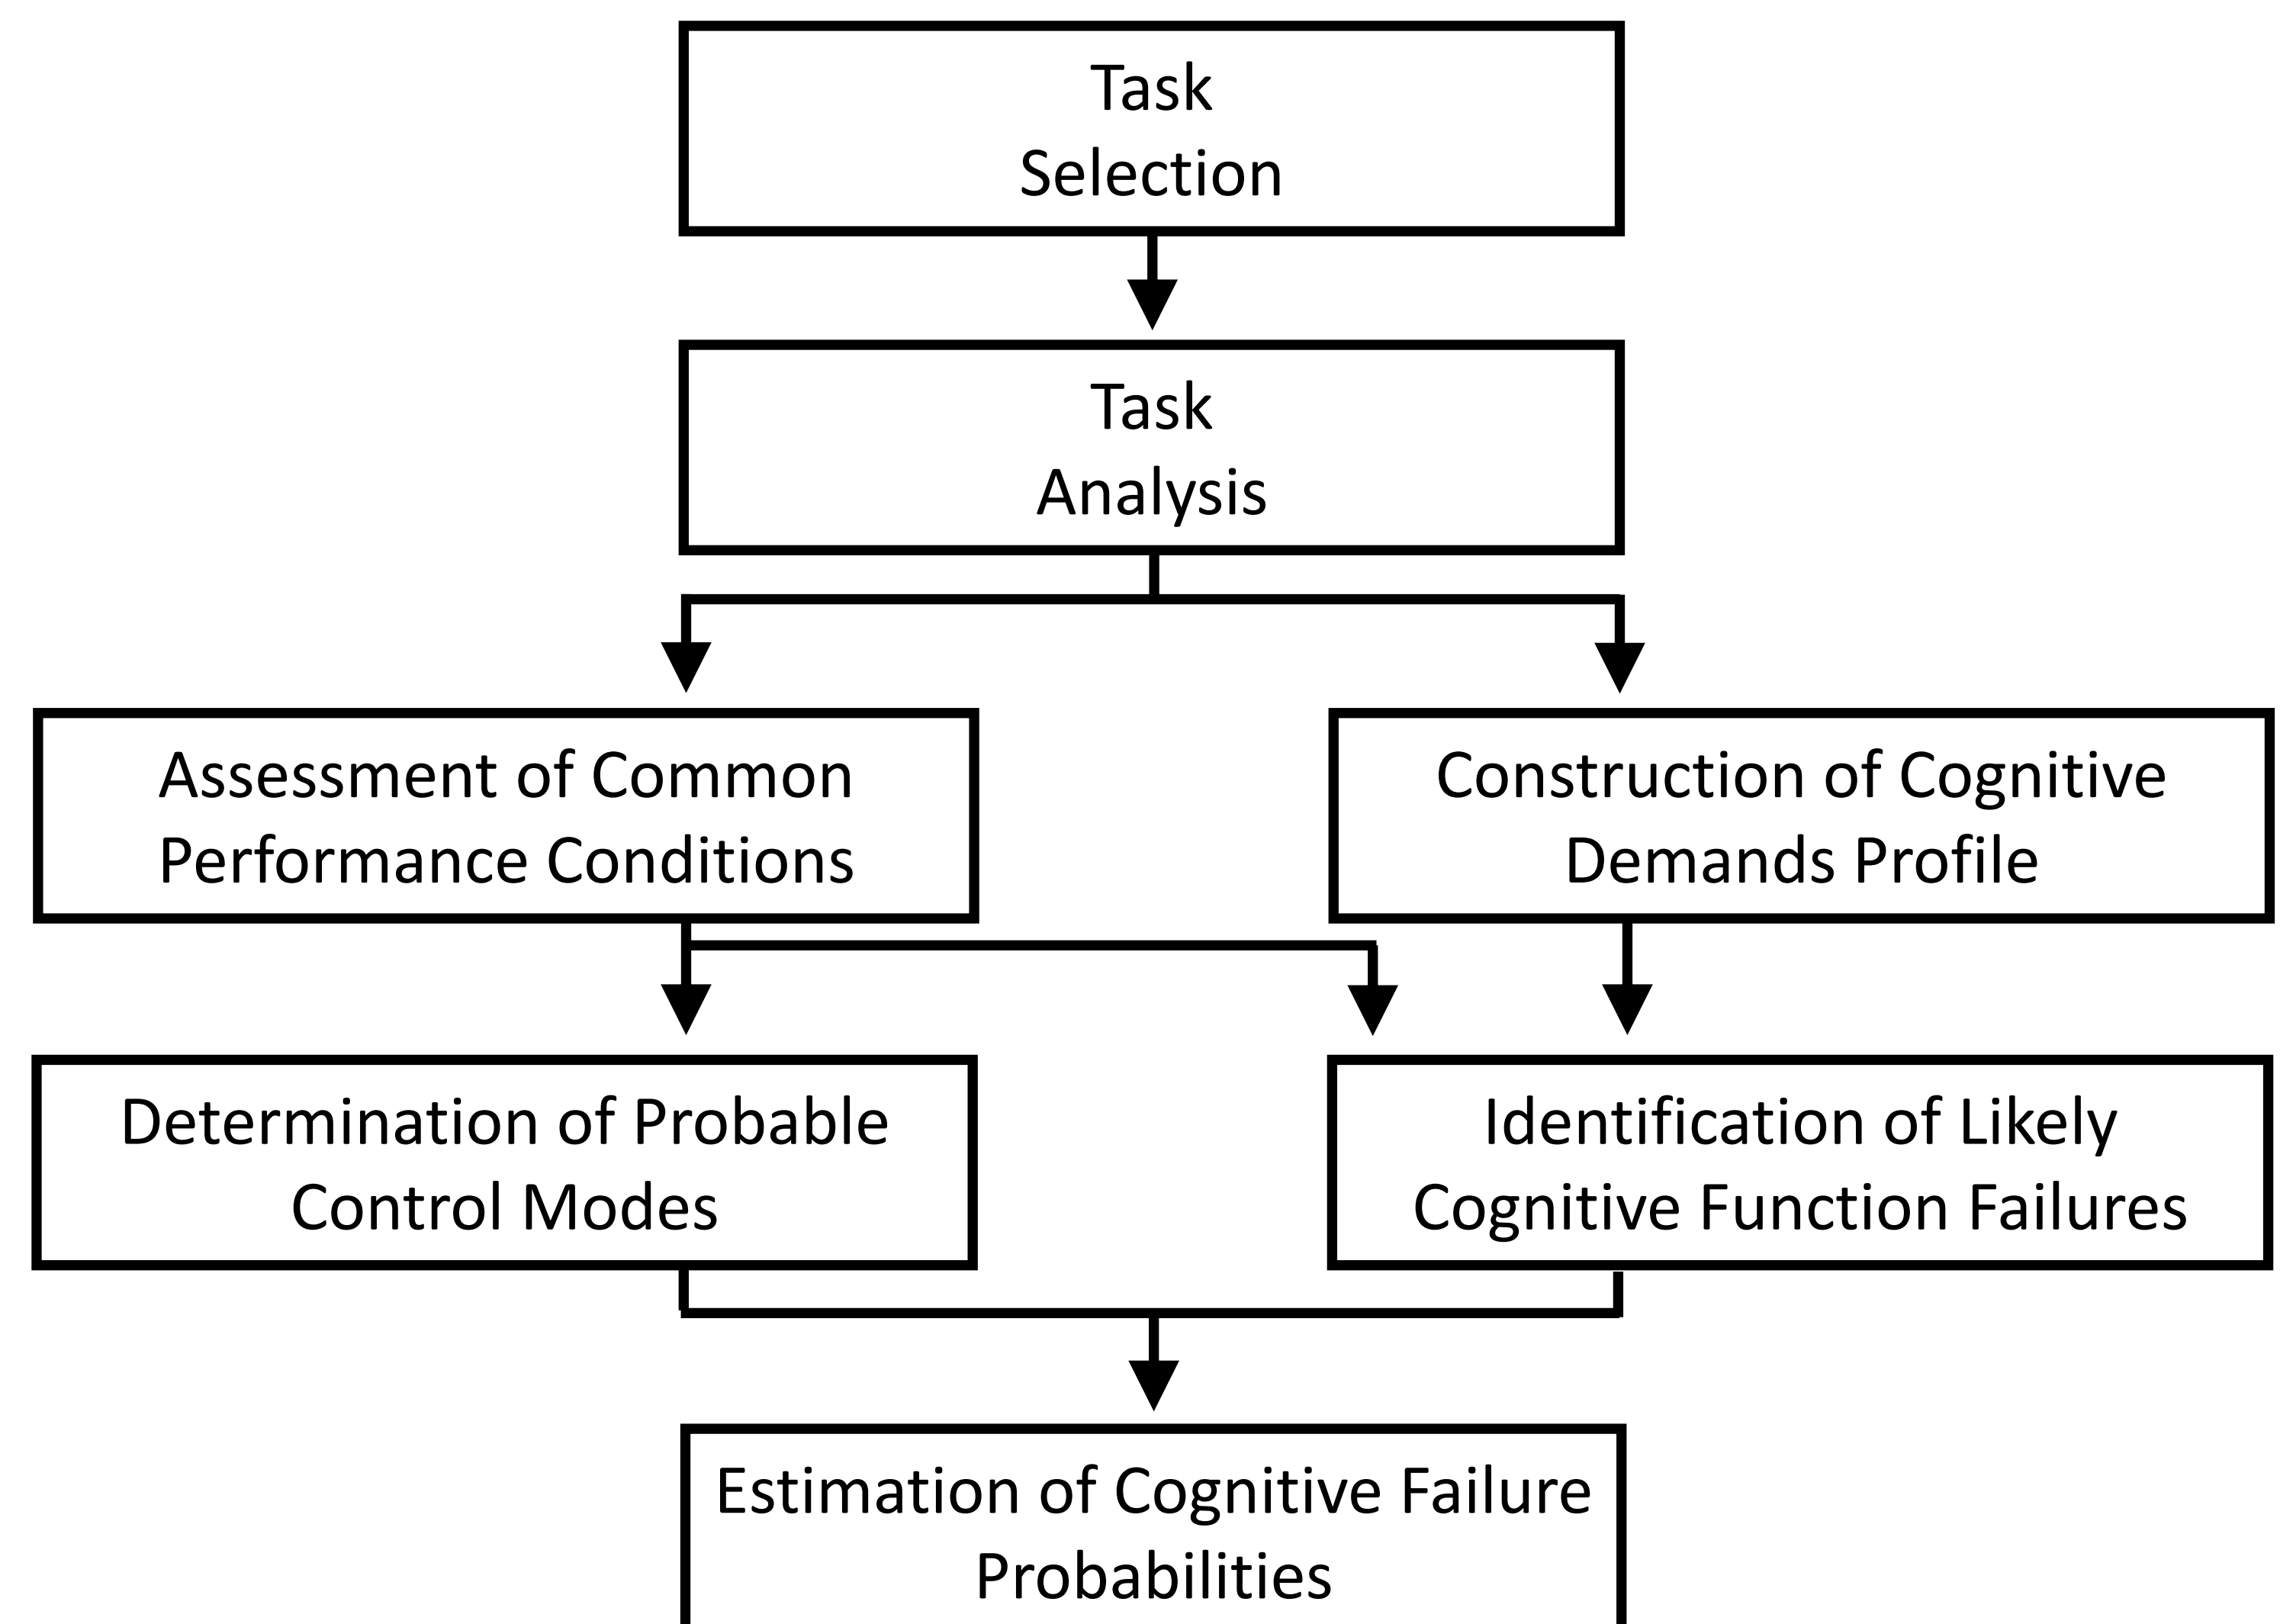 Task
Selection
Task
Analysis
Assessment of Common
Performance Conditions
Construction of Cognitive
Demands Profile
Determination of Probable
Control Modes
Identification of Likely
Cognitive Function Failures
Estimation of Cognitive Failure
Probabilities